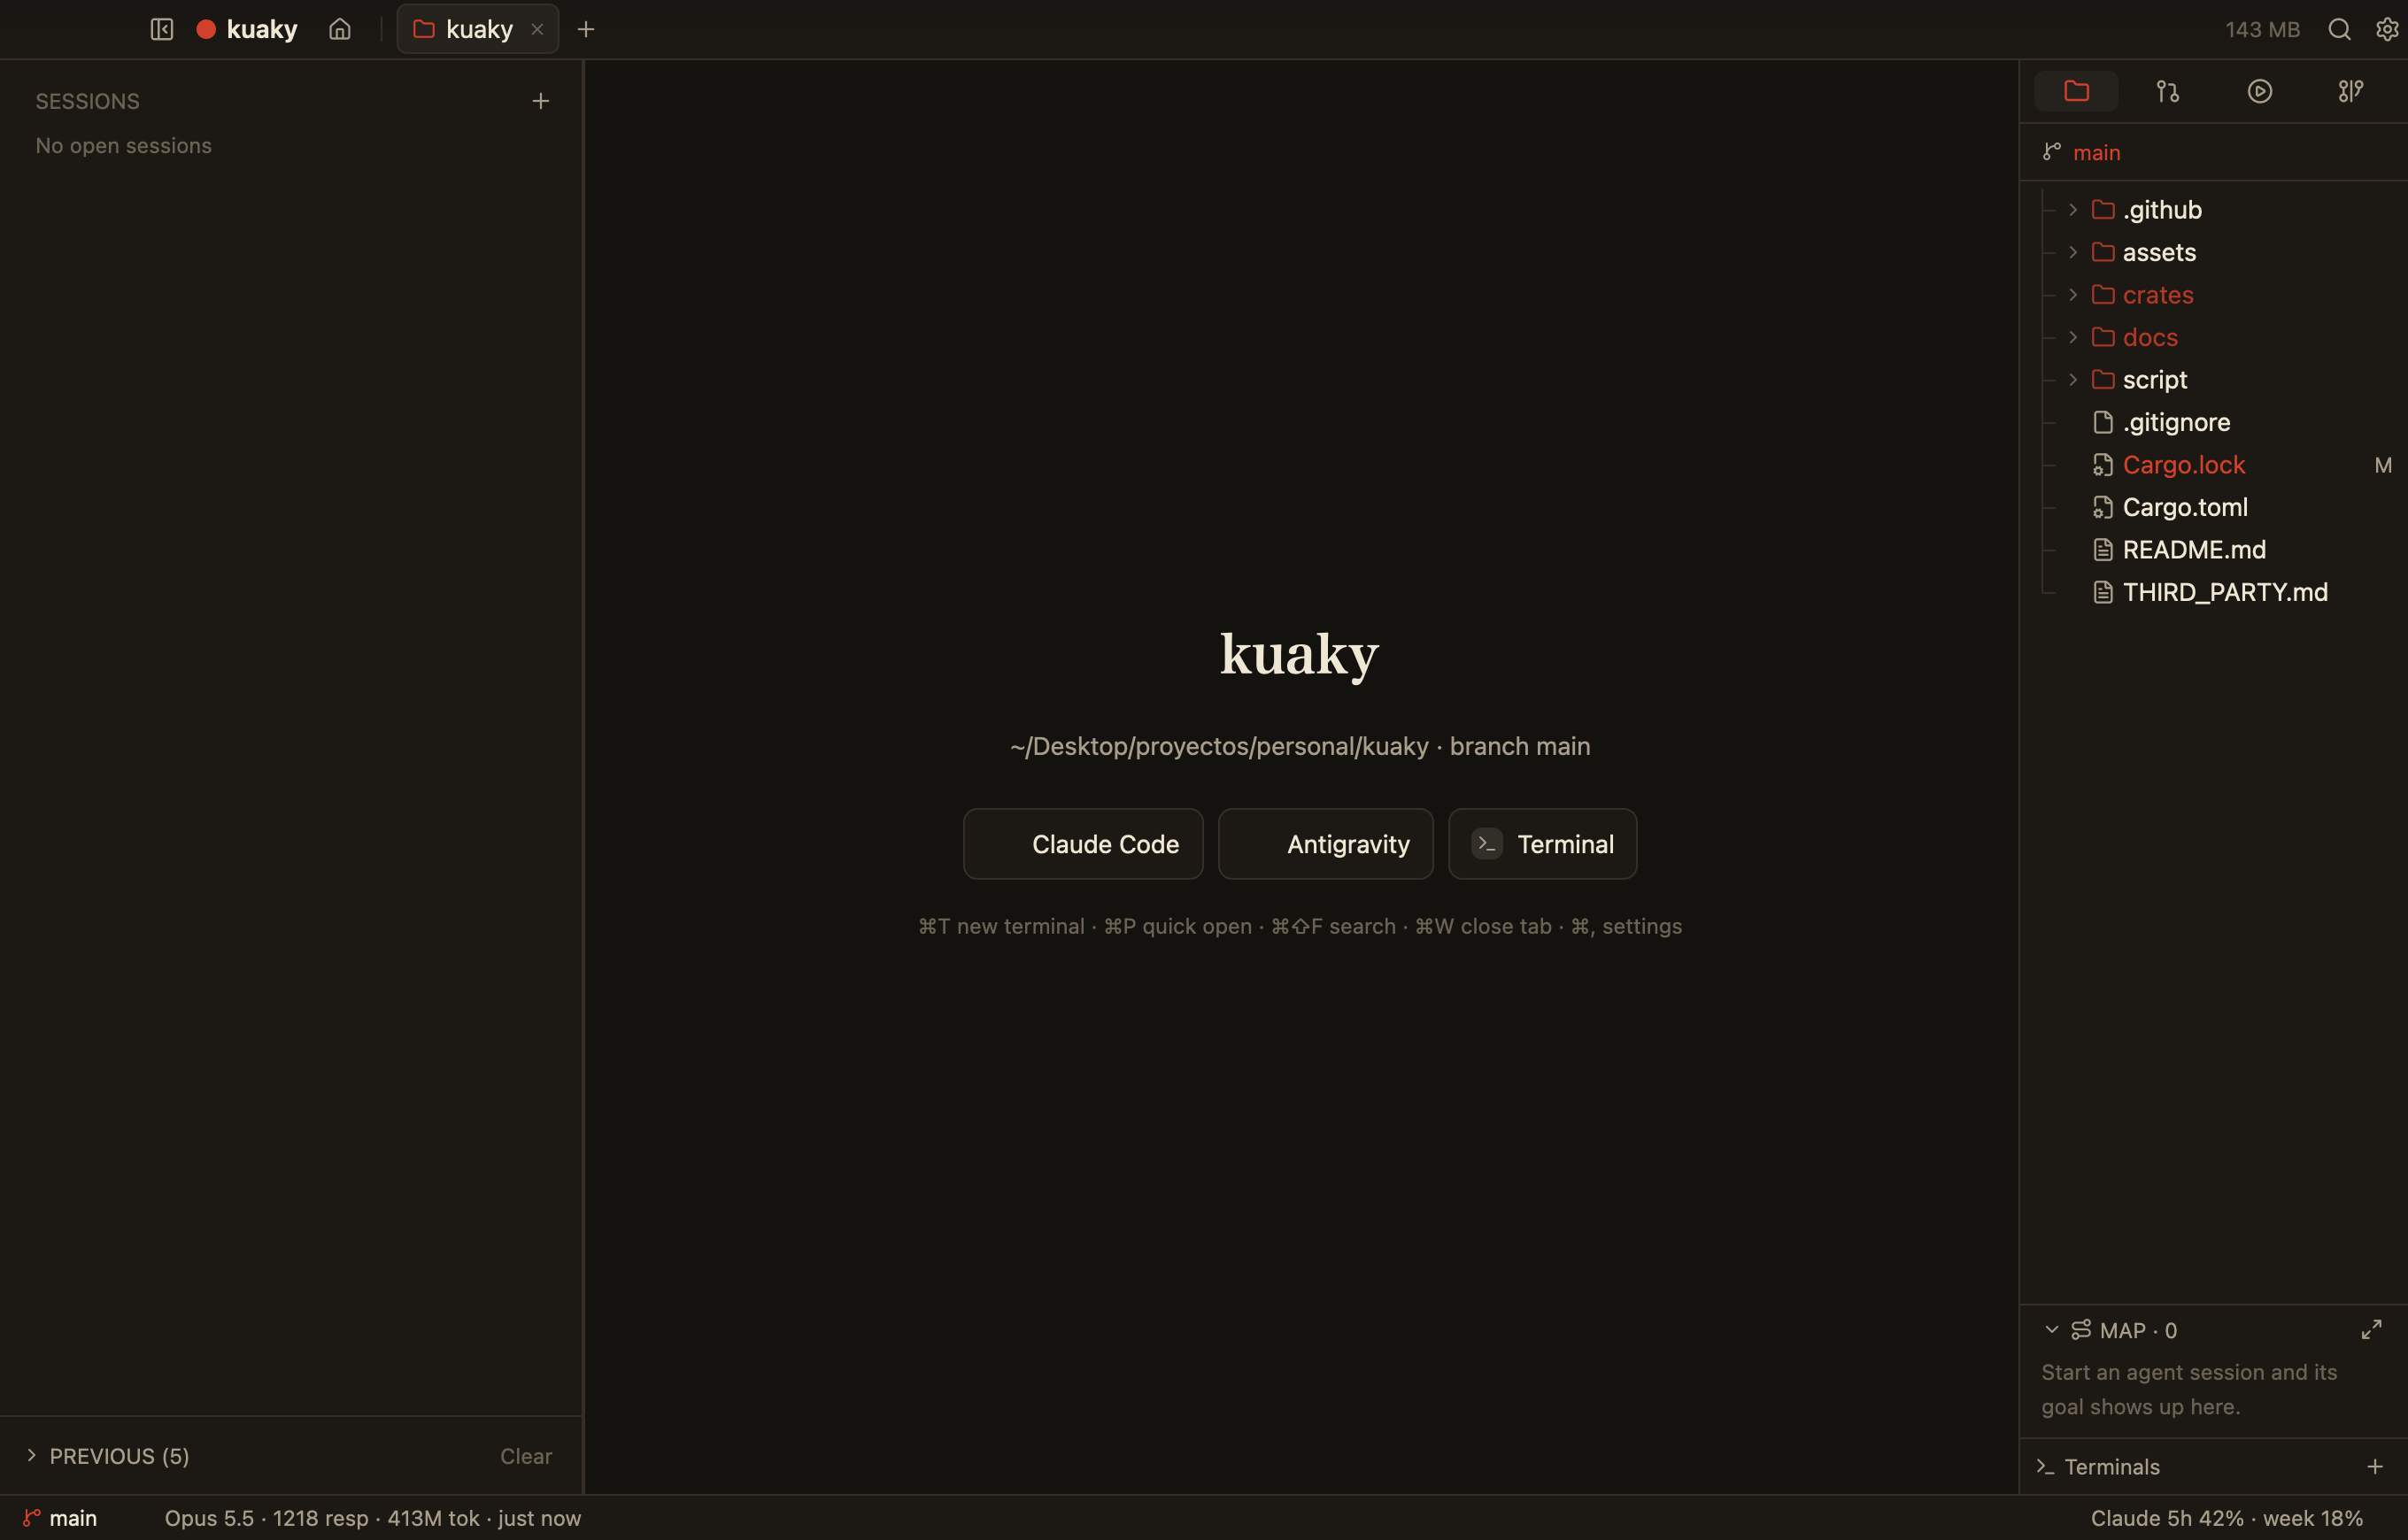 kuaky
kuaky
143 MB
SESSIONS
No open sessions
PREVIOUS (5)
Clear
kuaky
~/Desktop/proyectos/personal/kuaky · branch main
Claude Code
Antigravity
Terminal
⌘T new terminal · ⌘P quick open · ⌘⇧F search · ⌘W close tab · ⌘, settings
main
.github
assets
crates
docs
script
.gitignore
Cargo.lock M
Cargo.toml
README.md
THIRD_PARTY.md
MAP · 0
Start an agent session and its
goal shows up here.
Terminals
main
Opus 5.5 · 1218 resp · 413M tok · just now
Claude 5h 42% · week 18%